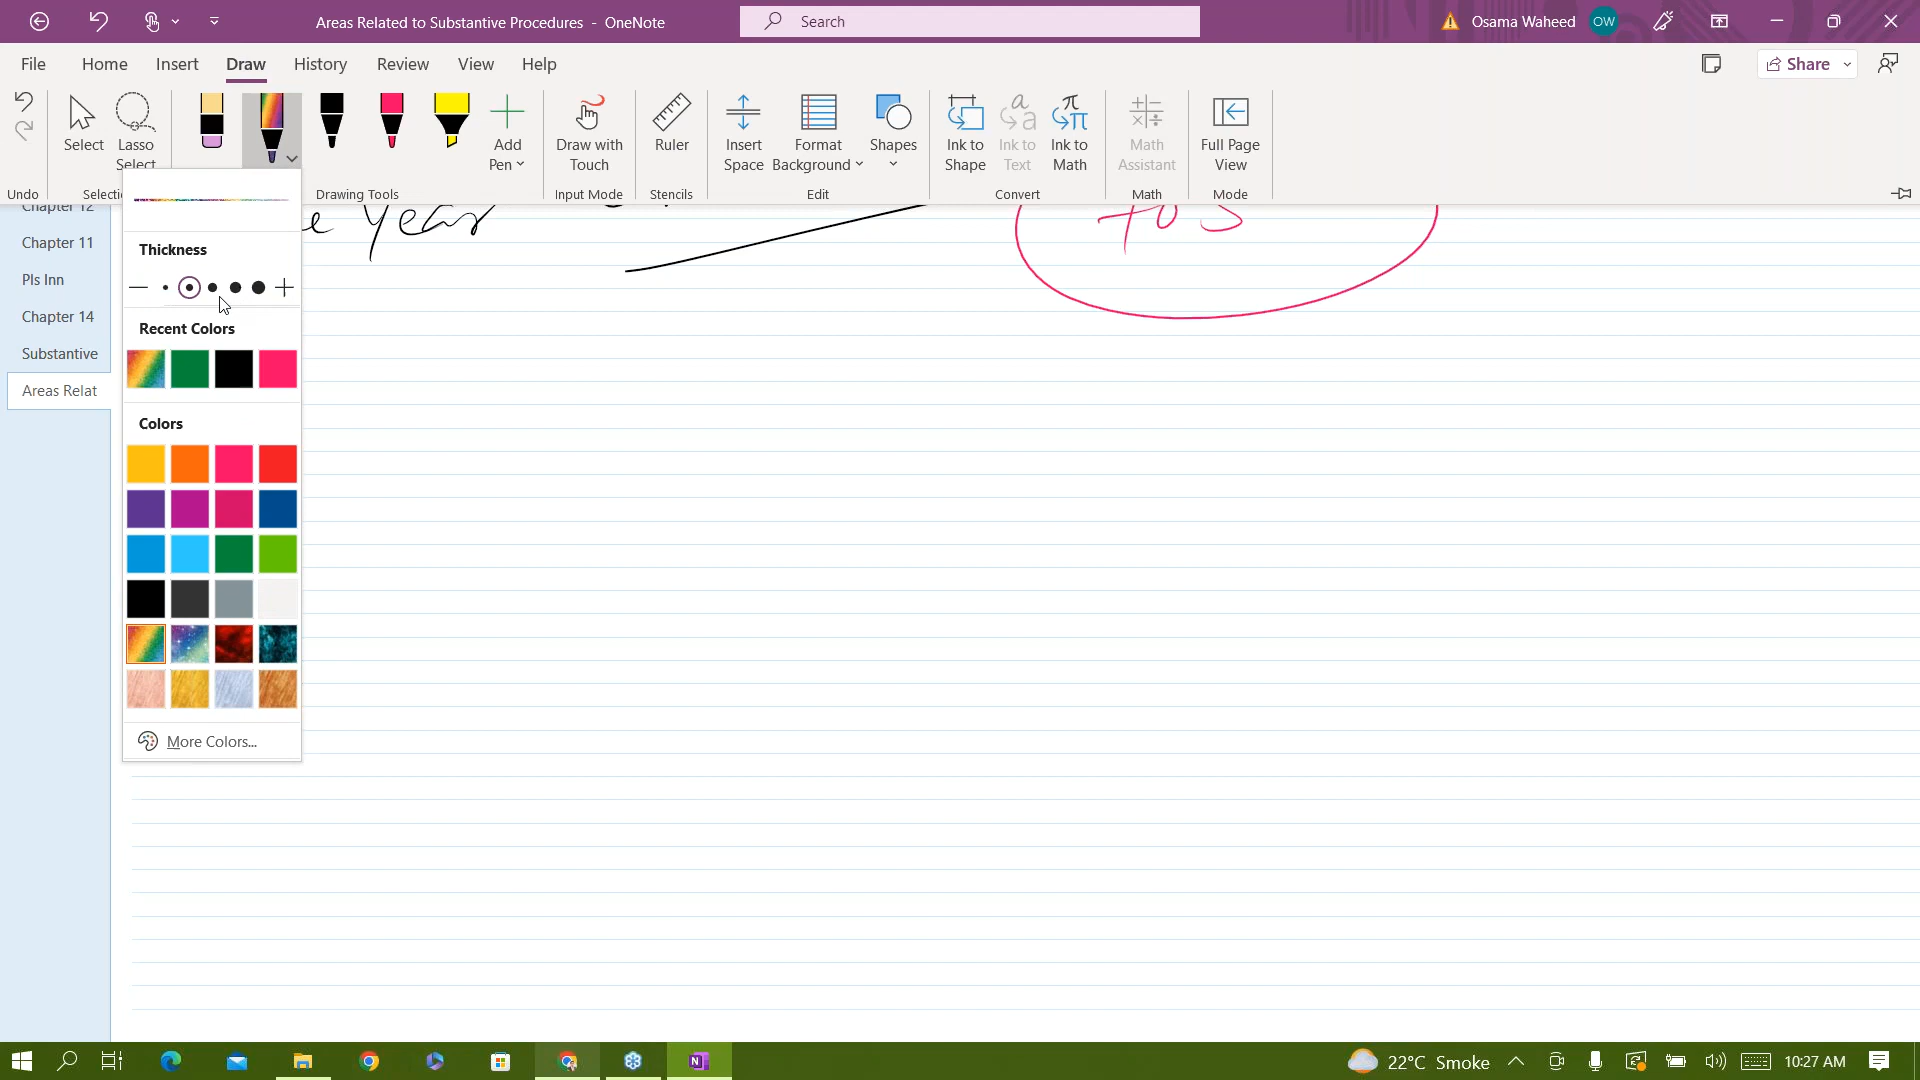 Areas Related to Substantive Procedures - OneNote
Search
Osama Waheed
OW
File
Home
Insert
Draw
History
Review
View
Help
Share
Select
Lasso
Select
Add
Pen
Draw with
Touch
Ruler
Insert
Space
Format
Background
Shapes
Ink to
Shape
Ink to
Text
Ink to
Math
Math
Assistant
Full Page
View
Undo
Selectio
Drawing Tools
Input Mode
Stencils
Edit
Convert
Math
Mode
Chapter 12
Chapter 11
PIs Inn
Chapter 14
Substantive
Areas Relat
Thickness
Recent Colors
Colors
More Colors...
e Year
22°C Smoke
10:27 AM